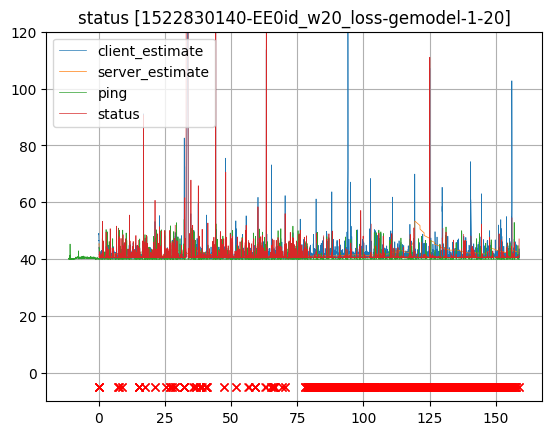 status [1522830140-EE0id_w20_loss-gemodel-1-20]
120
100
80
60
40
20
0
client_estimate
server_estimate
ping
status
0 25 50 75 100 125 150